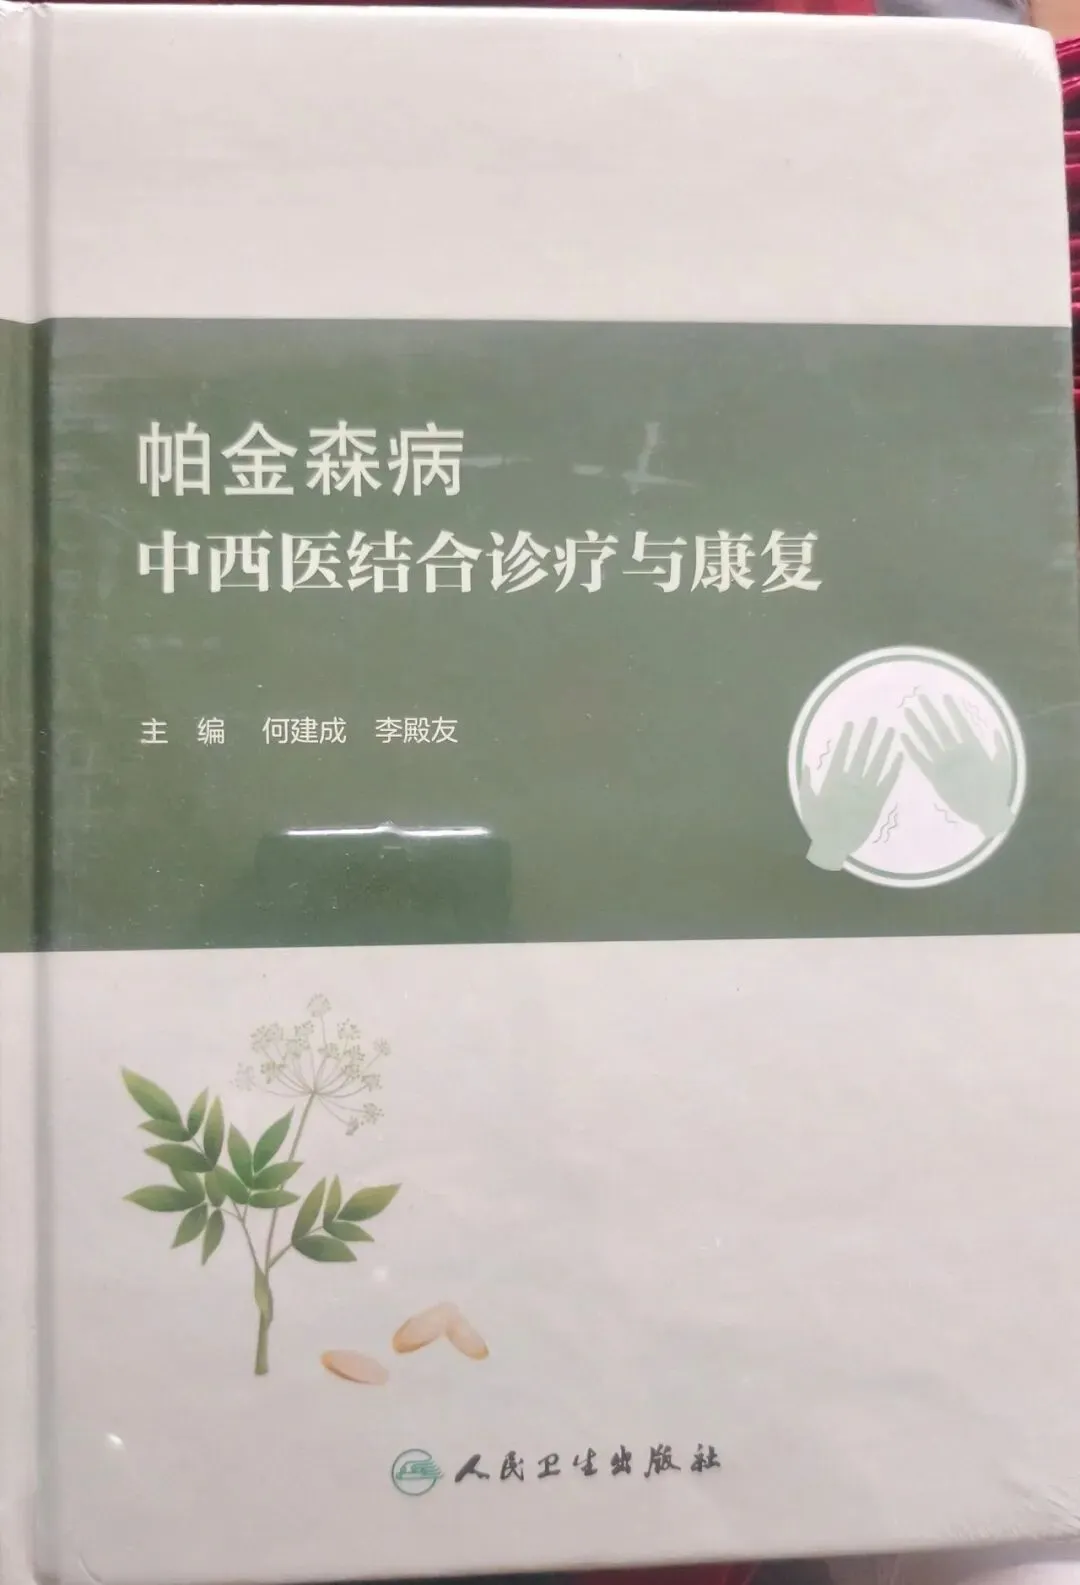 帕金森病
中西医结合诊疗与康复
主 编 何建成 李殿友
人民卫生出版社